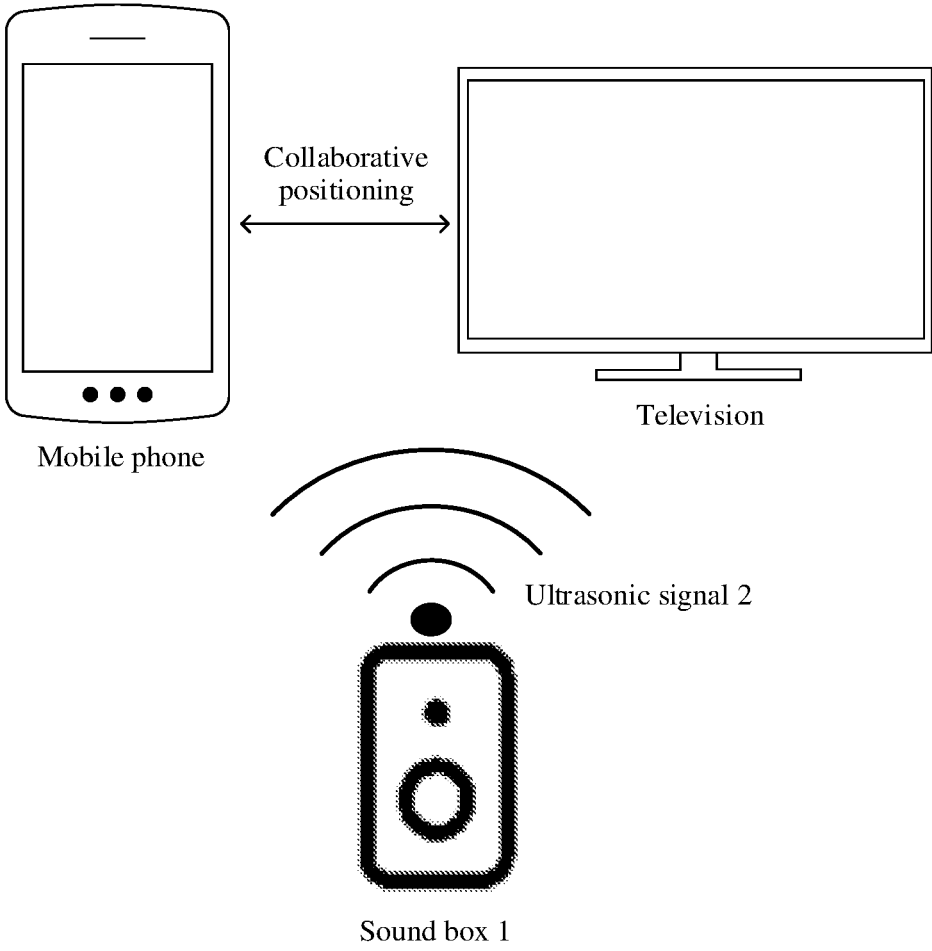 Collaborative
positioning
Television
Mobile phone
Ultrasonic signal 2
Sound box 1